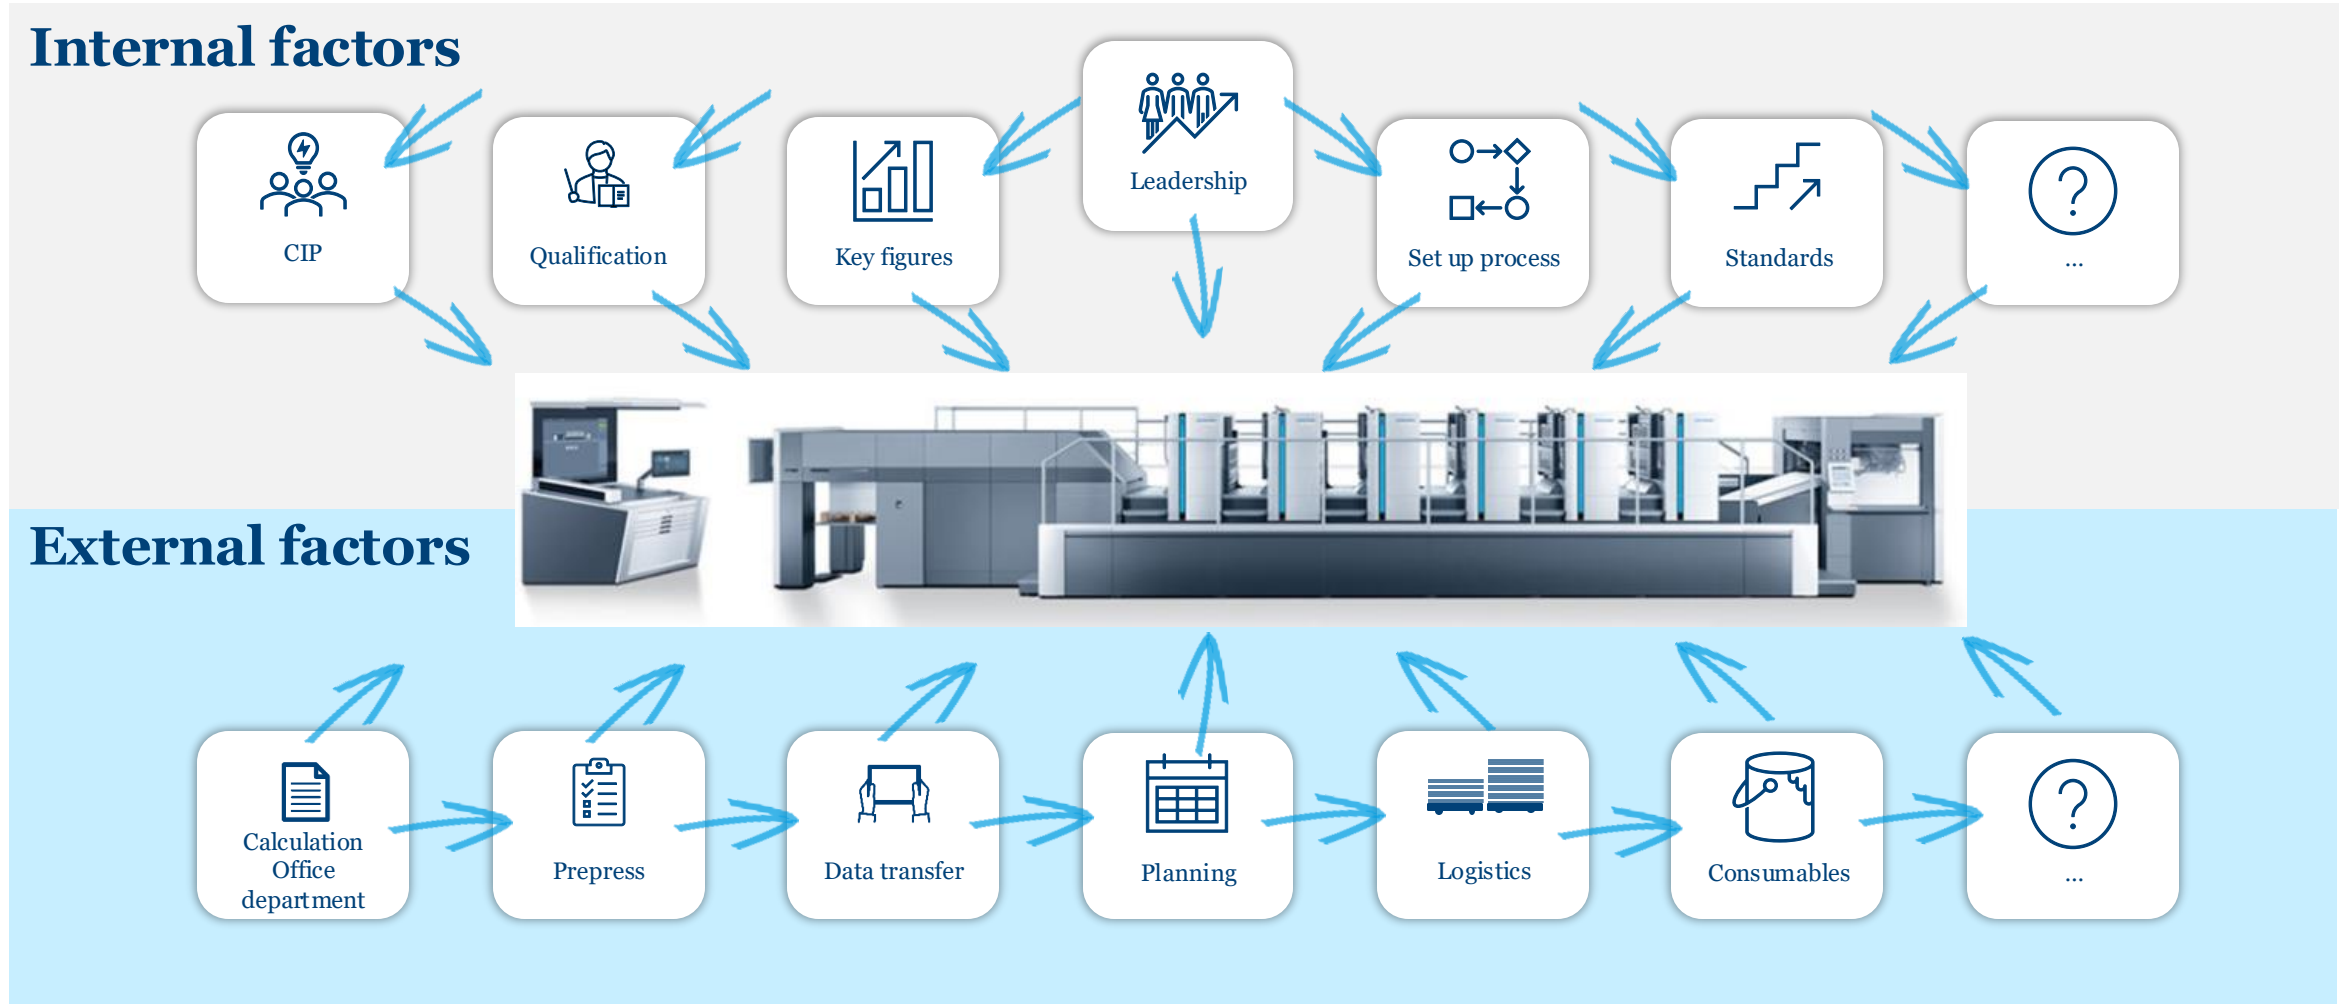 Internal factors
Leadership
CIP
Qualification
Key figures
Set up process
Standards
...
External factors
Calculation
Office
department
Prepress
Data transfer
Planning
Logistics
Consumables
...